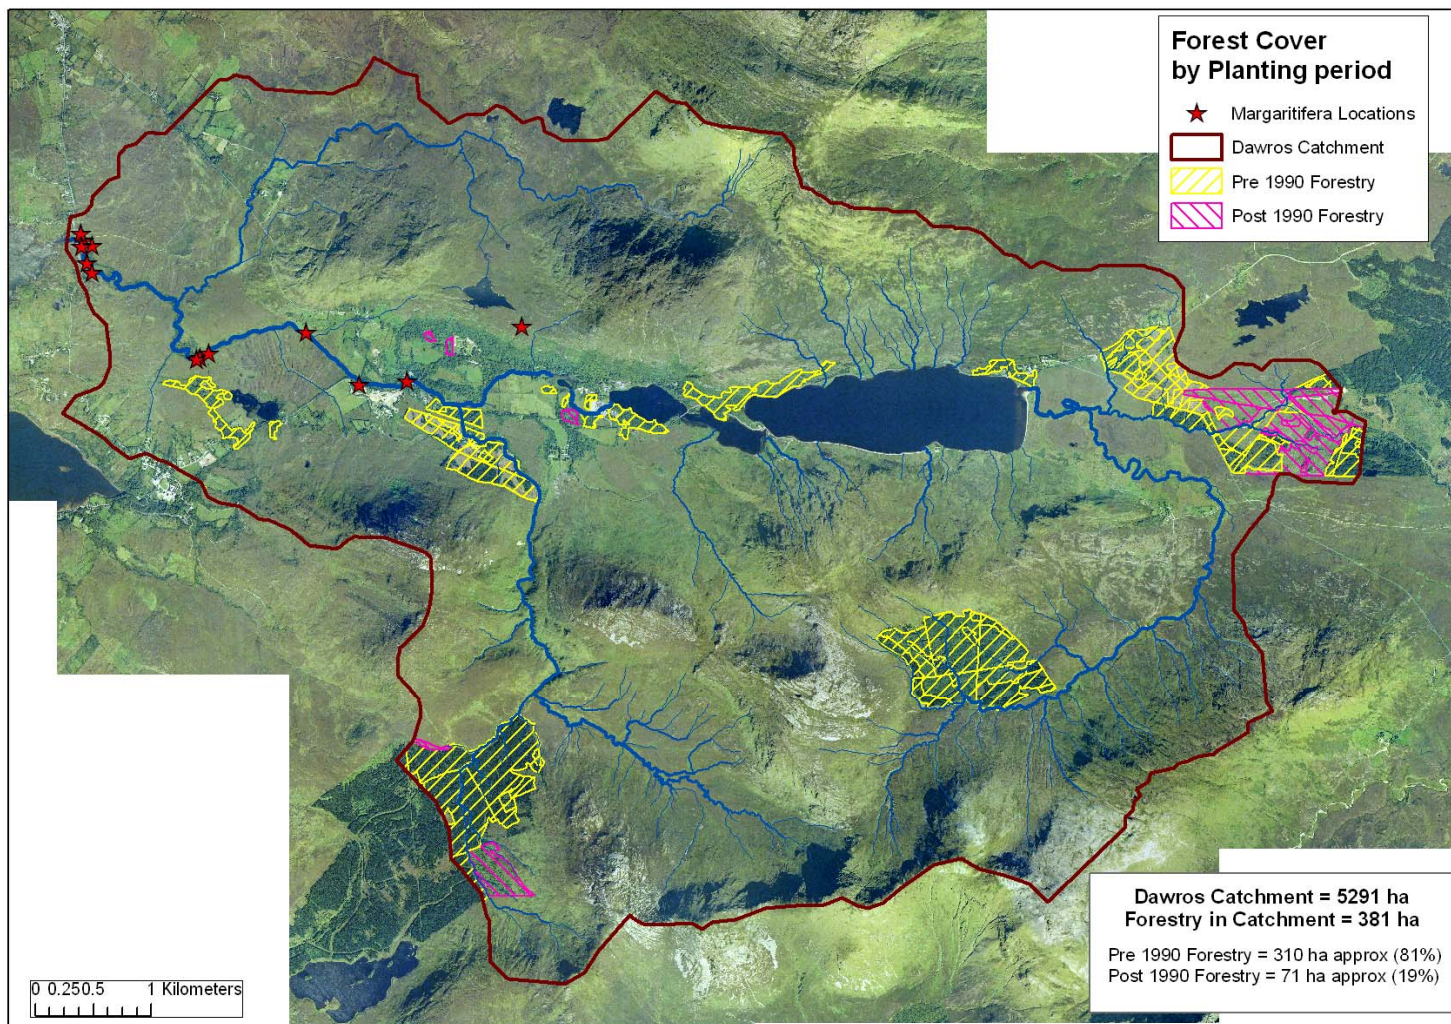 Forest Cover
by Planting period
Margaritifera Locations
Dawros Catchment
Pre 1990 Forestry
Post 1990 Forestry
Dawros Catchment = 5291 ha
Forestry in Catchment = 381 ha
Pre 1990 Forestry = 310 ha approx (81%)
Post 1990 Forestry = 71 ha approx (19%)
0 0.250.5 1 Kilometers